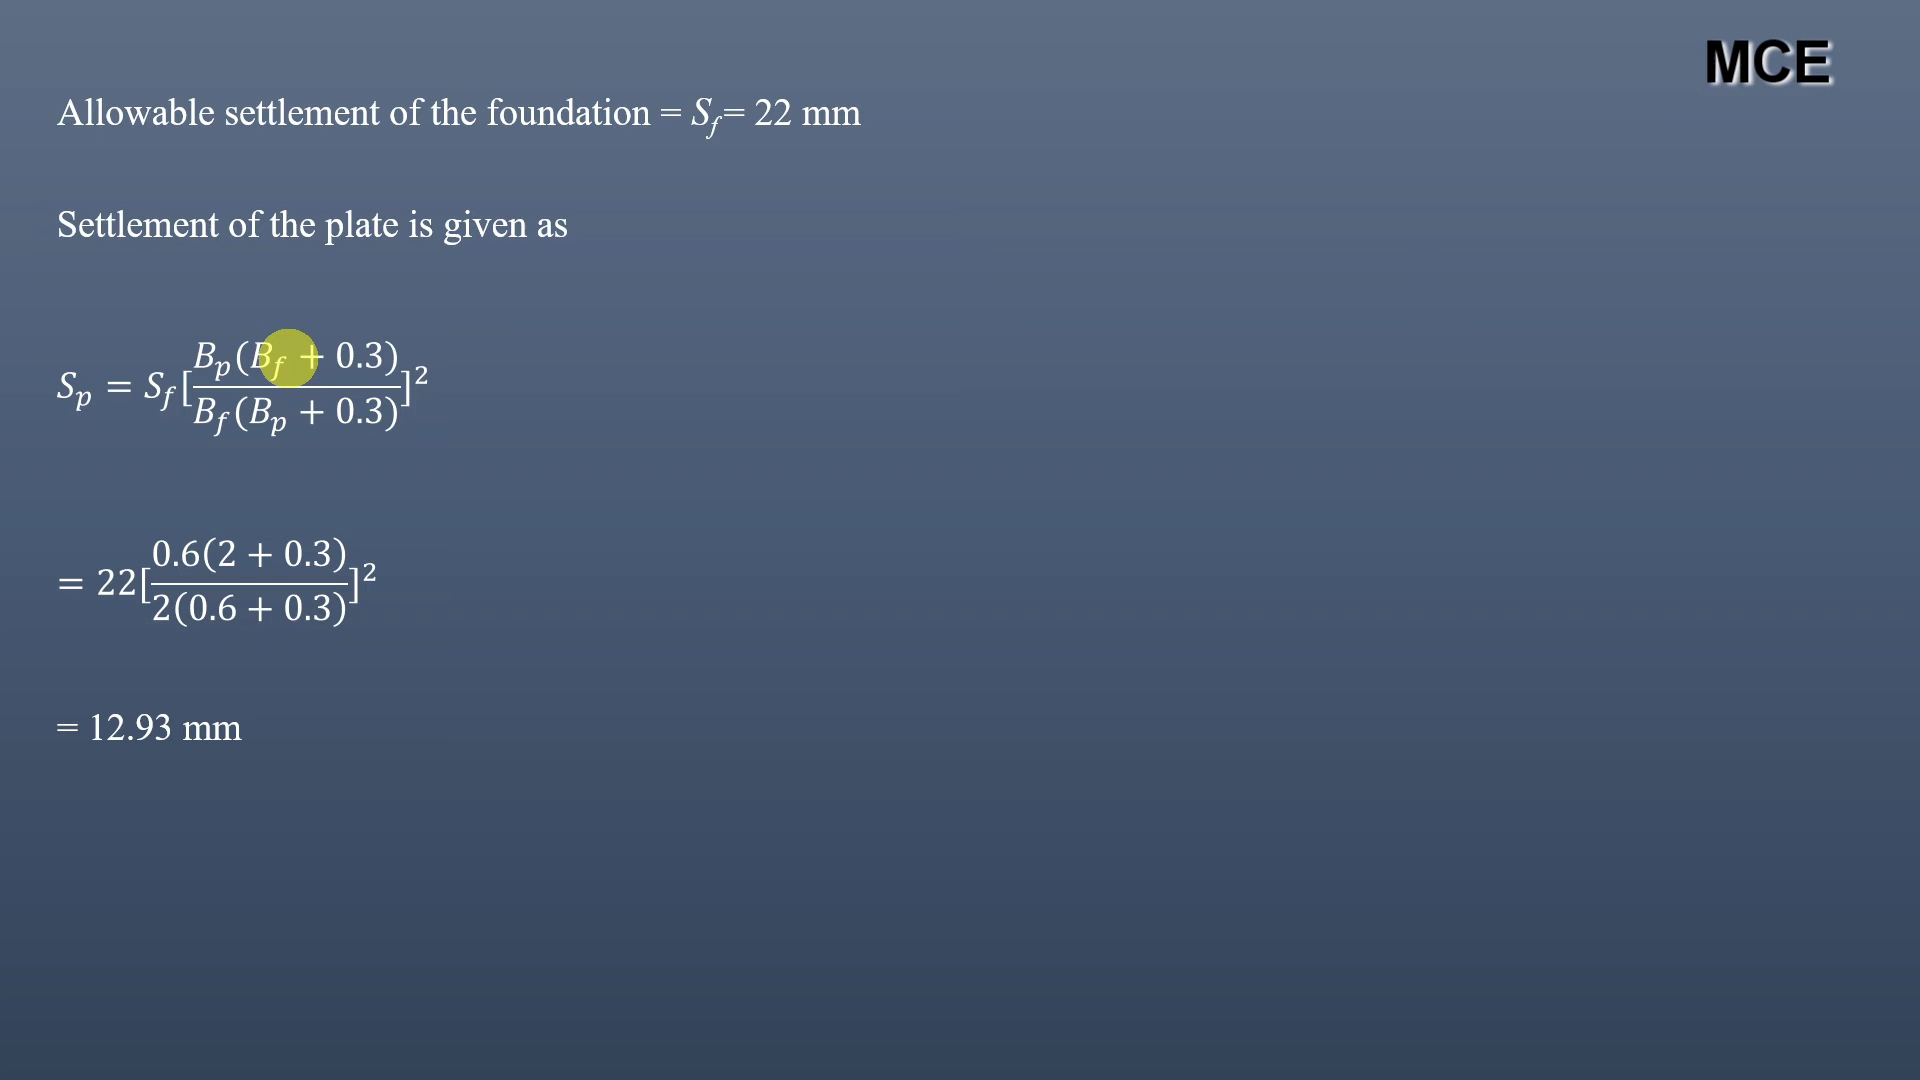 MCE
Allowable settlement of the foundation = S_f = 22 mm
Settlement of the plate is given as
S_p = S_f [\frac{B_p(B_f + 0.3)}{B_f(B_p + 0.3)}]^2
= 22[\frac{0.6(2 + 0.3)}{2(0.6 + 0.3)}]^2
= 12.93 mm